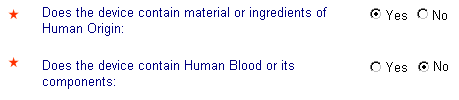 Does the device contain material or ingredients of Yes No
Human Origin:
Does the device contain Human Blood or its Yes No
components: